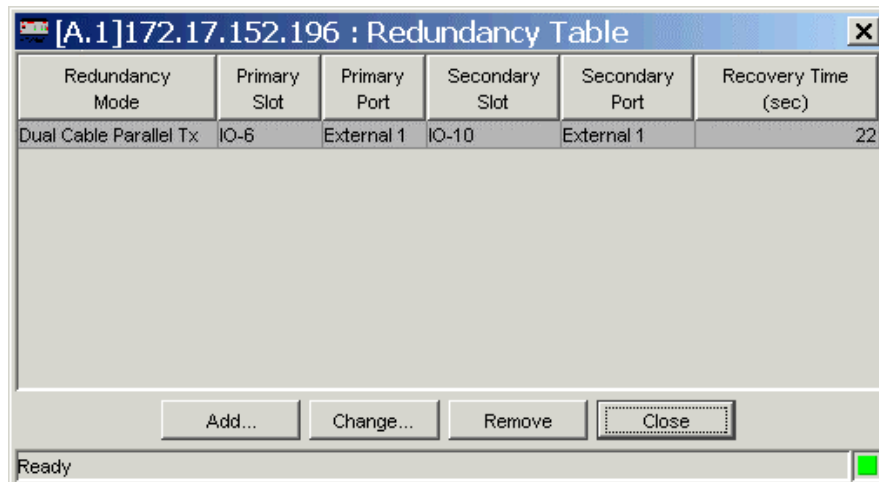 [A.1]172.17.152.196 : Redundancy Table
Redundancy Mode Primary Slot Primary Port Secondary Slot Secondary Port Recovery Time (sec)
Dual Cable Parallel Tx IO-6 External 1 IO-10 External 1 22
Add... Change... Remove Close
Ready